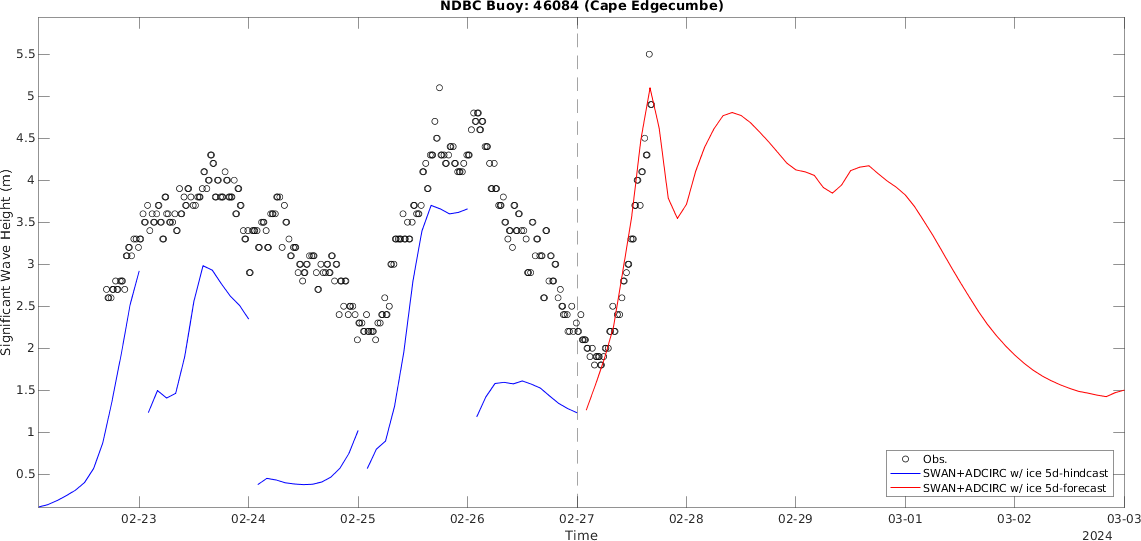 NDBC Buoy: 46084 (Cape Edgecumbe)
Significant Wave Height (m)
5.5
5
4.5
4
3.5
3
2.5
2
1.5
1
0.5
Obs.
SWAN+ADCIRC w/ ice 5d-hindcast
SWAN+ADCIRC w/ ice 5d-forecast
02-23 02-24 02-25 02-26 02-27 02-28 02-29 03-01 03-02 03-03
Time
2024